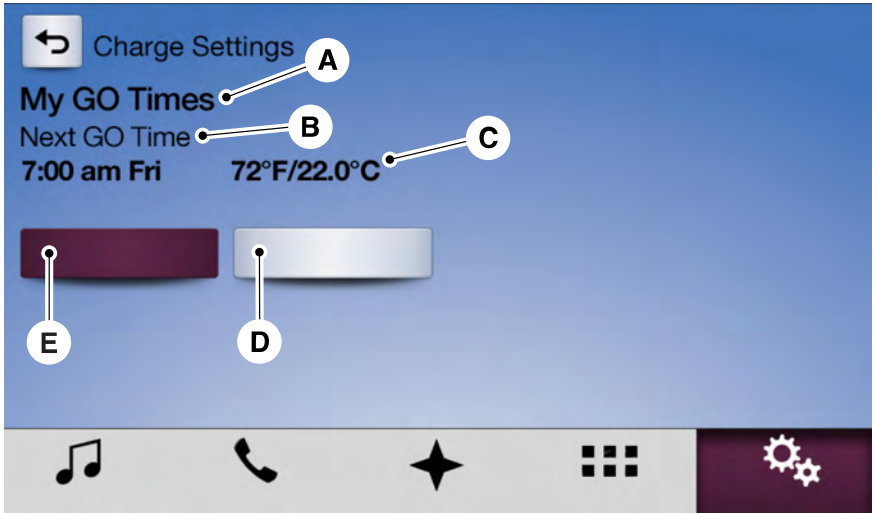 Charge Settings
A
My GO Times
B
Next GO Time
C
7:00 am Fri 72°F/22.0°C
E
D